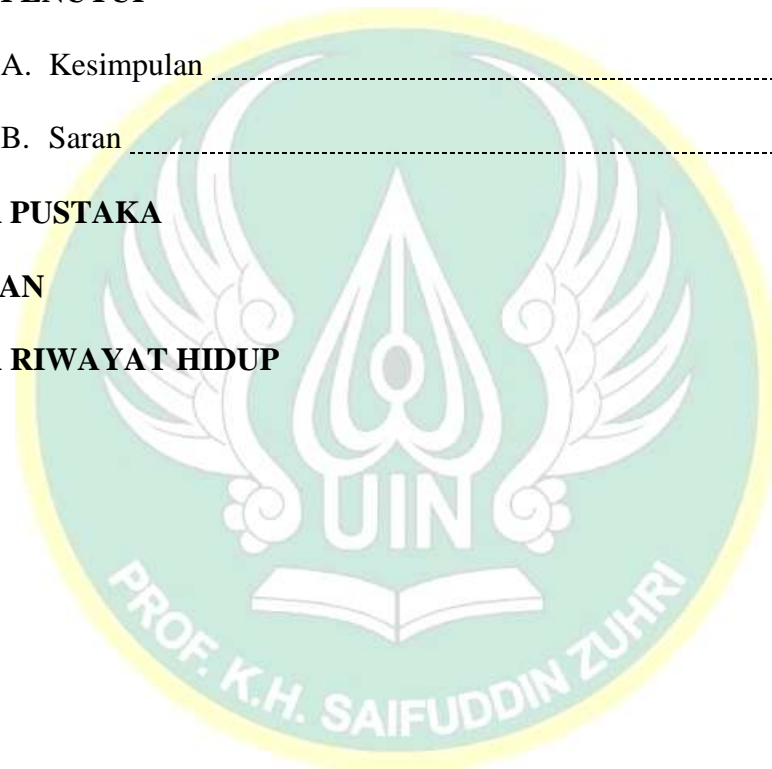 PENUTUP
A. Kesimpulan
B. Saran
PUSTAKA
AN
RIWAYAT HIDUP
UIN
PROF. K.H. SAIFUDDIN ZUHRI